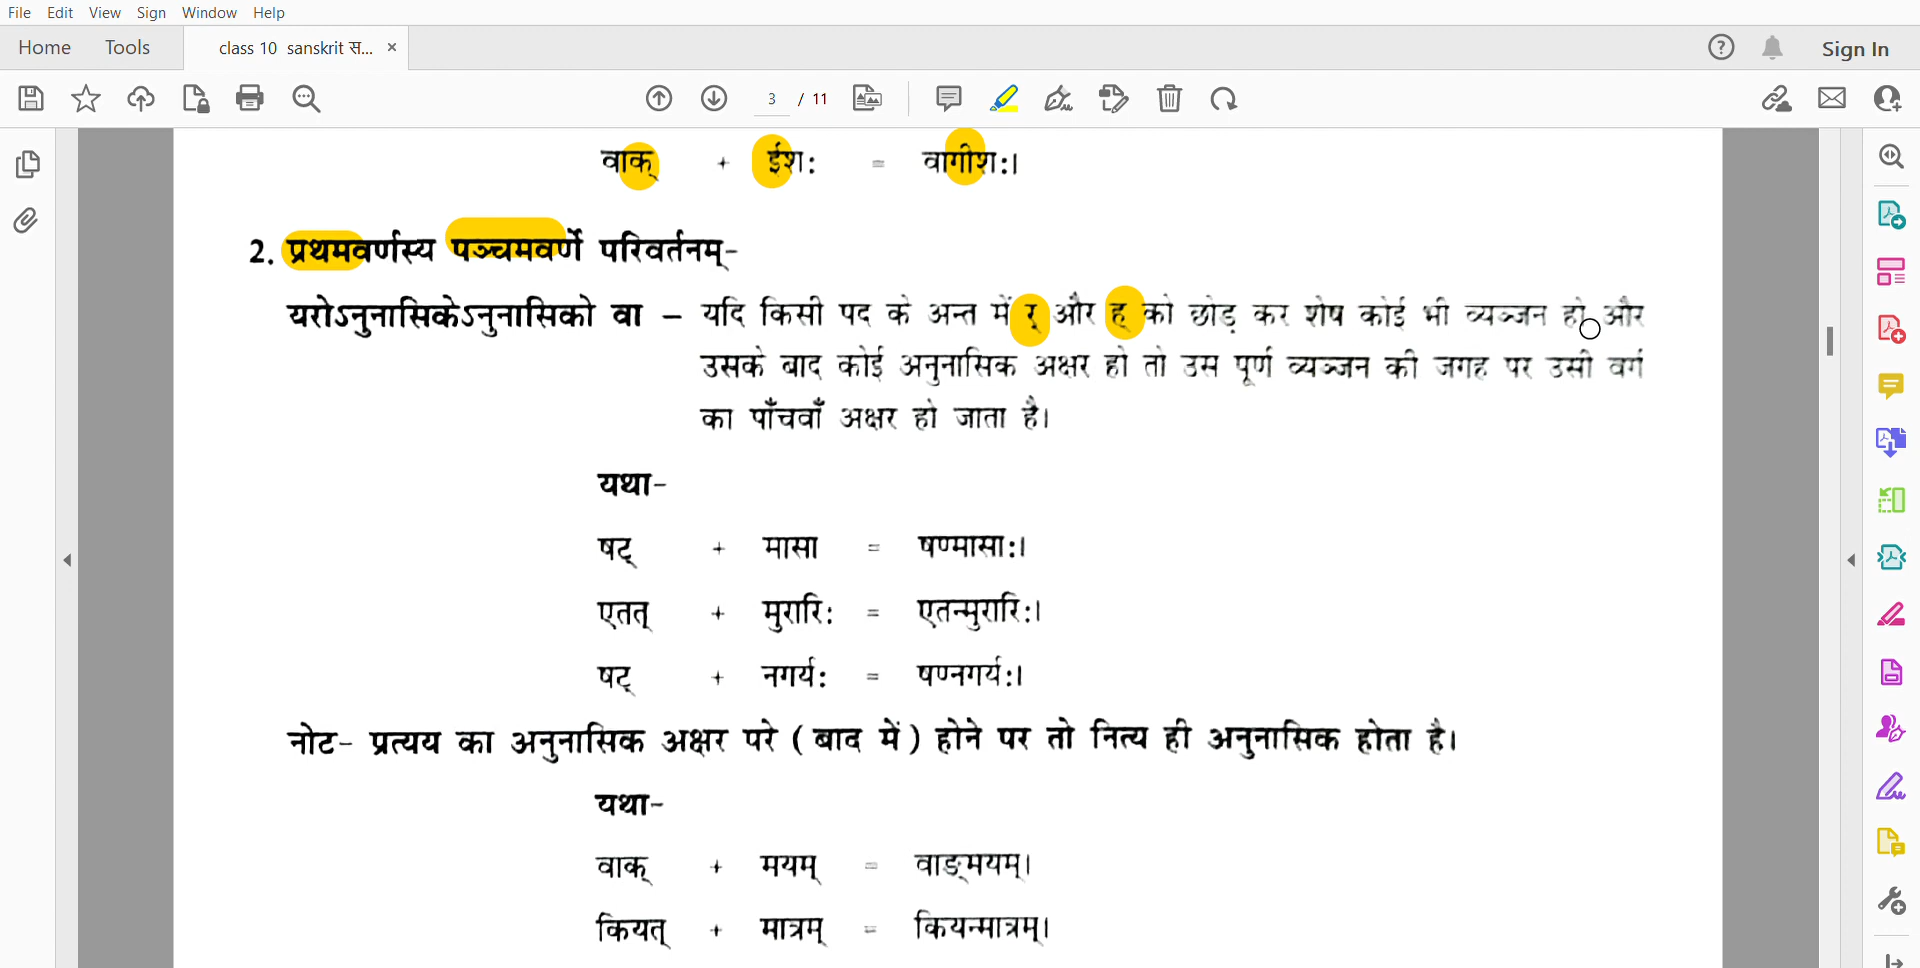 File Edit View Sign Window Help
Home Tools class 10 sanskrit स... × Sign In
3 / 11
वाक् + ईश: = वागीश:।
2. प्रथमवर्णस्य पञ्चमवर्णे परिवर्तनम्-
यरोऽनुनासिकेऽनुनासिको वा – यदि किसी पद के अन्त में र् और ह् को छोड़ कर शेष कोई भी व्यञ्जन हो और
उसके बाद कोई अनुनासिक अक्षर हो तो उस पूर्ण व्यञ्जन की जगह पर उसी वर्ग
का पाँचवाँ अक्षर हो जाता है।
यथा-
षट् + मासा = षण्मासा:।
एतत् + मुरारि: = एतन्मुरारि:।
षट् + नगर्य: = षण्नगर्य:।
नोट- प्रत्यय का अनुनासिक अक्षर परे ( बाद में ) होने पर तो नित्य ही अनुनासिक होता है।
यथा-
वाक् + मयम् = वाङ्मयम्।
कियत् + मात्रम् = कियन्मात्रम्।